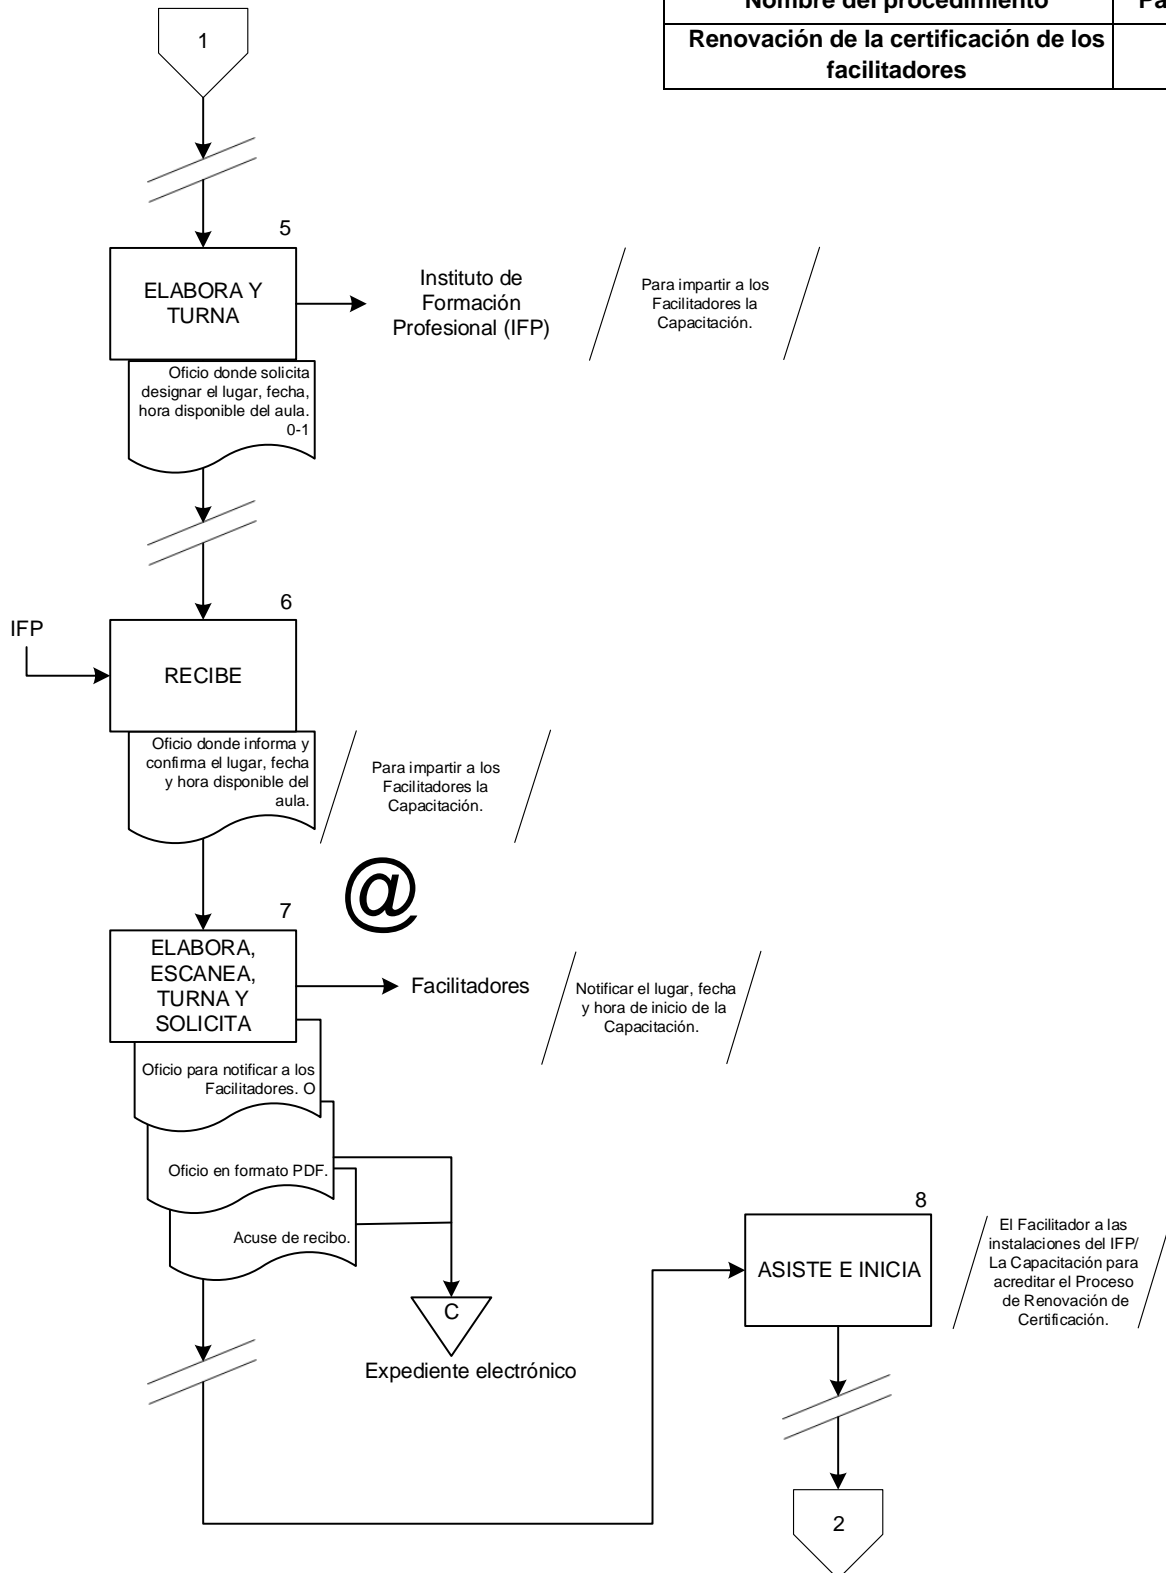 Nombre del procedimiento
Renovación de la certificación de los
facilitadores
1
5
ELABORA Y
TURNA
Instituto de
Formación
Profesional (IFP)
Para impartir a los
Facilitadores la
Capacitación.
Oficio donde solicita
designar el lugar, fecha,
hora disponible del aula.
0-1
6
IFP
RECIBE
Oficio donde informa y
confirma el lugar, fecha
y hora disponible del
aula.
Para impartir a los
Facilitadores la
Capacitación.
@
7
ELABORA,
ESCANEA,
TURNA Y
SOLICITA
Facilitadores
Notificar el lugar, fecha
y hora de inicio de la
Capacitación.
Oficio para notificar a los
Facilitadores. O
Oficio en formato PDF.
Acuse de recibo.
C
Expediente electrónico
8
ASISTE E INICIA
El Facilitador a las
instalaciones del IFP/
La Capacitación para
acreditar el Proceso
de Renovación de
Certificación.
2